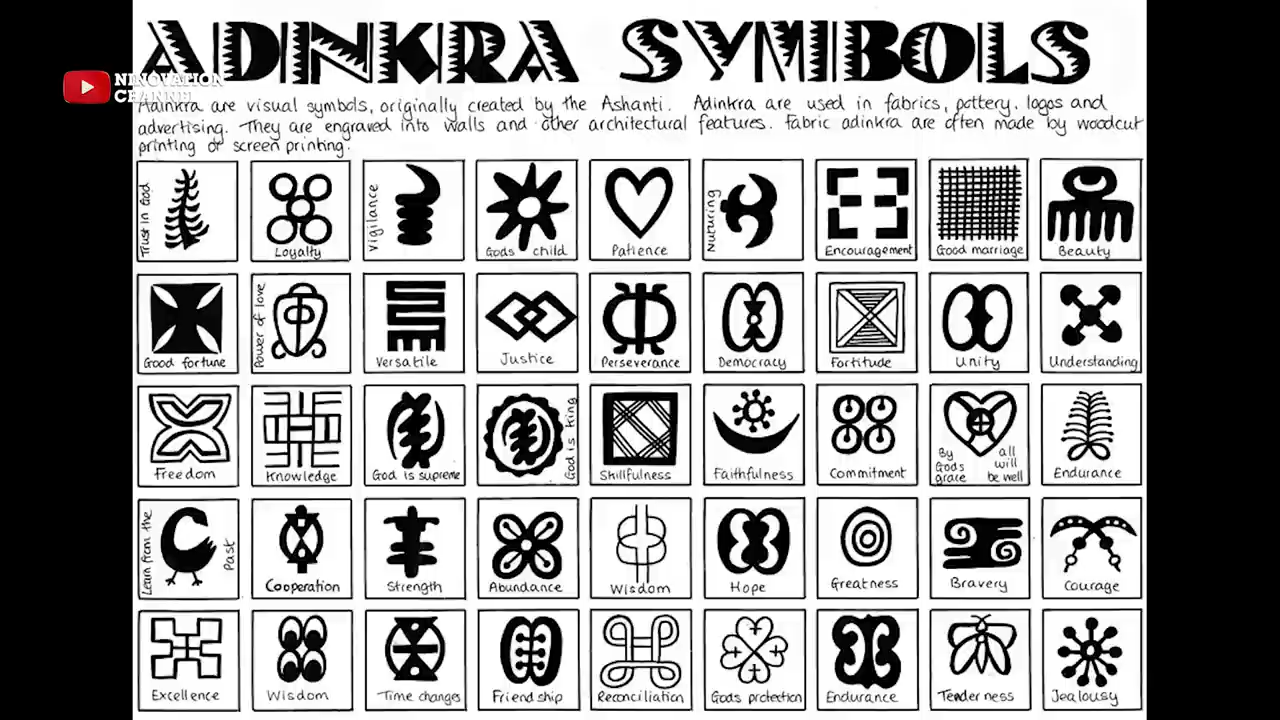 ADINKRA SYMBOLS
NINOVATION
CHANNEL
Adinkra are visual symbols, originally created by the Ashanti. Adinkra are used in fabrics, pottery, logos and
advertising. They are engraved into walls and other architectural features. Fabric adinkra are often made by woodcut
printing or screen printing.
Trust in God
Loyalty
Vigilance
Gods child
Patience
Nuturing
Encouragement
Good marriage
Beauty
Good fortune
Power of love
Versatile
Justice
Perseverance
Democracy
Fortitude
Unity
Understanding
Freedom
Knowledge
God is supreme
God is king
Skillfulness
Faithfulness
Commitment
By all
Gods will
grace be well
Endurance
Learn from the
Past
Cooperation
Strength
Abundance
Wisdom
Hope
Greatness
Bravery
Courage
Excellence
Wisdom
Time changes
Friendship
Reconciliation
Gods protection
Endurance
Tenderness
Jealousy